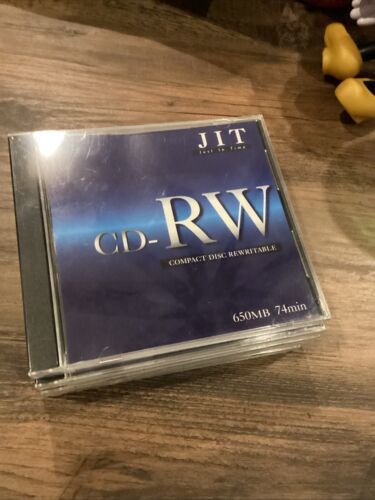 JIT
Just In Time
CD-RW
COMPACT DISC REWRITABLE
650MB 74min